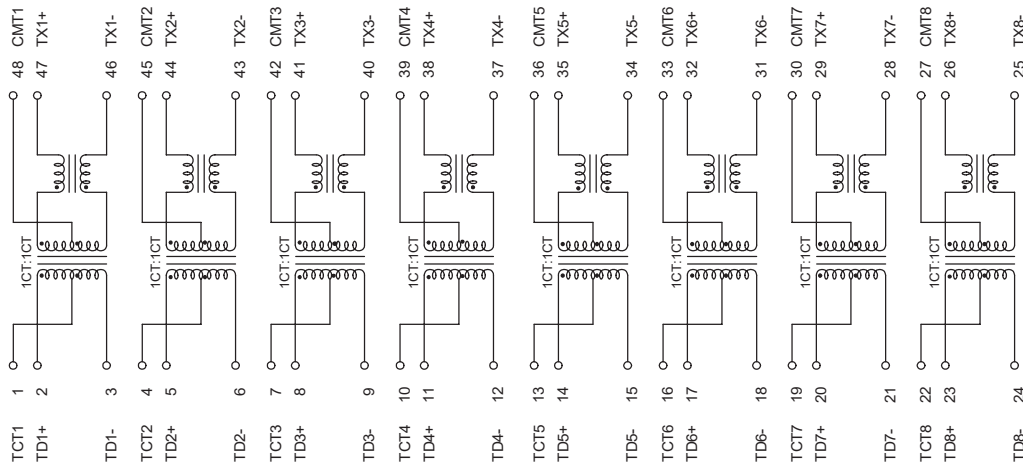 48 CMT1
47 TX1+
46 TX1-
45 CMT2
44 TX2+
43 TX2-
42 CMT3
41 TX3+
40 TX3-
39 CMT4
38 TX4+
37 TX4-
36 CMT5
35 TX5+
34 TX5-
33 CMT6
32 TX6+
31 TX6-
30 CMT7
29 TX7+
28 TX7-
27 CMT8
26 TX8+
25 TX8-
1CT:1CT
1CT:1CT
1CT:1CT
1CT:1CT
1CT:1CT
1CT:1CT
1CT:1CT
1CT:1CT
TCT1 1
TD1+ 2
TD1- 3
TCT2 4
TD2+ 5
TD2- 6
TCT3 7
TD3+ 8
TD3- 9
TCT4 10
TD4+ 11
TD4- 12
TCT5 13
TD5+ 14
TD5- 15
TCT6 16
TD6+ 17
TD6- 18
TCT7 19
TD7+ 20
TD7- 21
TCT8 22
TD8+ 23
TD8- 24